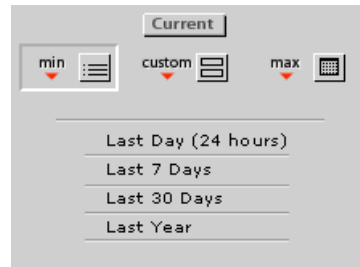 Current
min custom max
Last Day (24 hours)
Last 7 Days
Last 30 Days
Last Year